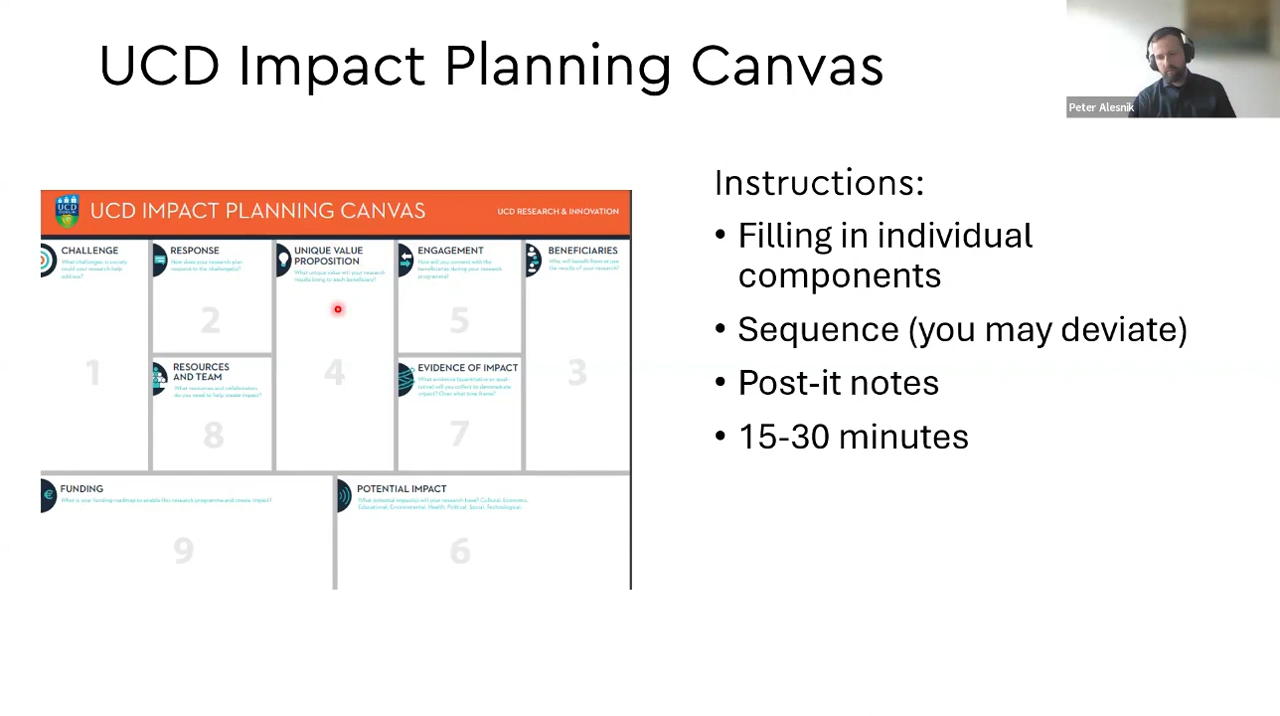 UCD Impact Planning Canvas
Peter Alesnik
UCD
UCD IMPACT PLANNING CANVAS
UCD RESEARCH & INNOVATION
CHALLENGE
What challenges in society
could your research help
address?
1
RESPONSE
How does your research plan
respond to the challenge(s)?
2
UNIQUE VALUE
PROPOSITION
What unique value will your research
results bring to each beneficiary?
4
ENGAGEMENT
How will you connect with the
beneficiaries during your research
programme?
5
BENEFICIARIES
Who will benefit from or use
the results of your research?
3
RESOURCES
AND TEAM
What resources and collaborators
do you need to help create impact?
8
EVIDENCE OF IMPACT
What evidence (quantitative or qual-
itative) will you collect to demonstrate
impact? Over what time frame?
7
FUNDING
What is your funding roadmap to enable this research programme and create impact?
9
POTENTIAL IMPACT
What potential impact(s) will your research have? Cultural, Economic,
Educational, Environmental, Health, Political, Social, Technological.
6
Instructions:
• Filling in individual
components
• Sequence (you may deviate)
• Post-it notes
• 15-30 minutes